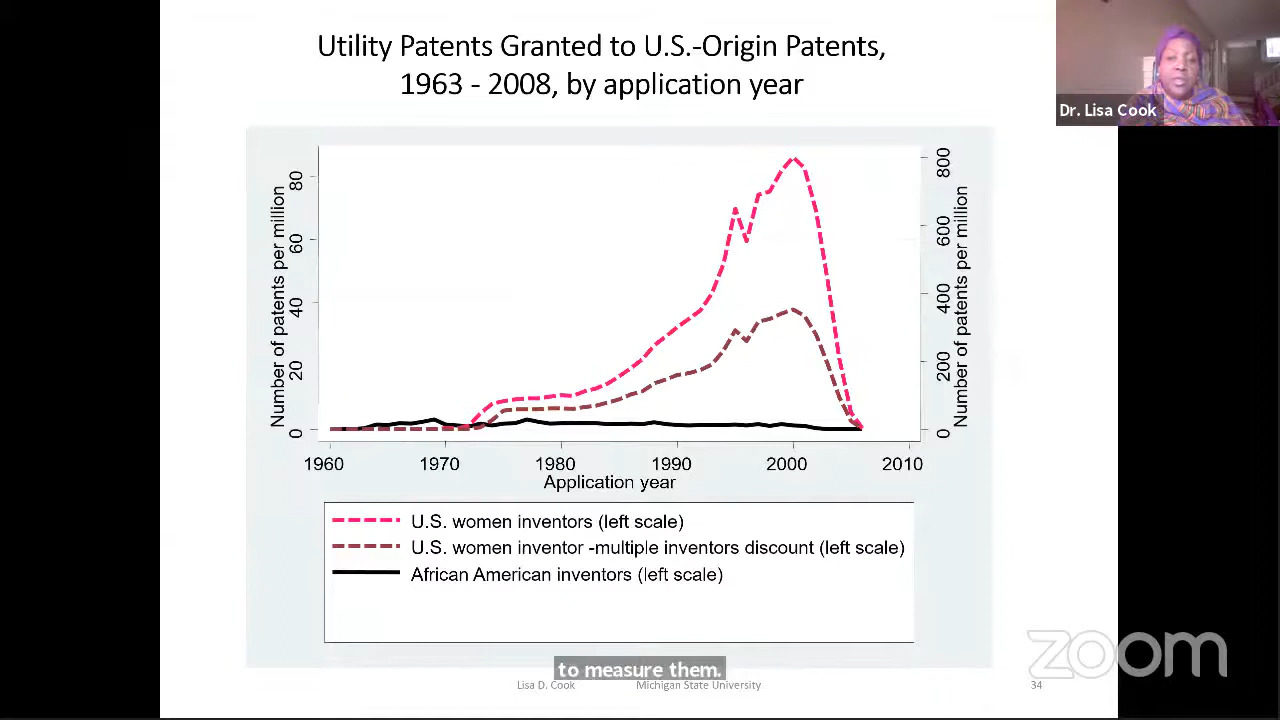 Utility Patents Granted to U.S.-Origin Patents,
1963 - 2008, by application year
Dr. Lisa Cook
Number of patents per million
0 20 40 60 80
Number of patents per million
0 200 400 600 800
1960 1970 1980 1990 2000 2010
Application year
U.S. women inventors (left scale)
U.S. women inventor -multiple inventors discount (left scale)
African American inventors (left scale)
to measure them.
Lisa D. Cook Michigan State University 34
zoom